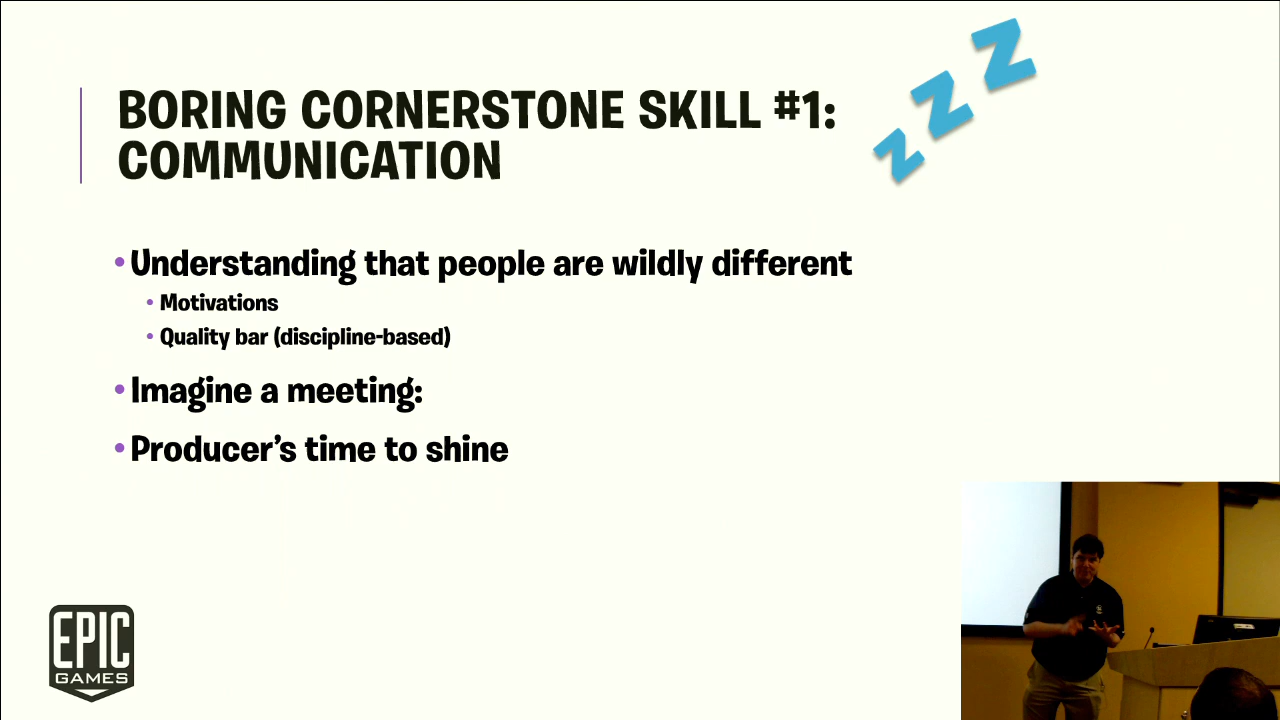 BORING CORNERSTONE SKILL #1:
COMMUNICATION
z z z
• Understanding that people are wildly different
• Motivations
• Quality bar (discipline-based)
• Imagine a meeting:
• Producer's time to shine
EPIC
GAMES